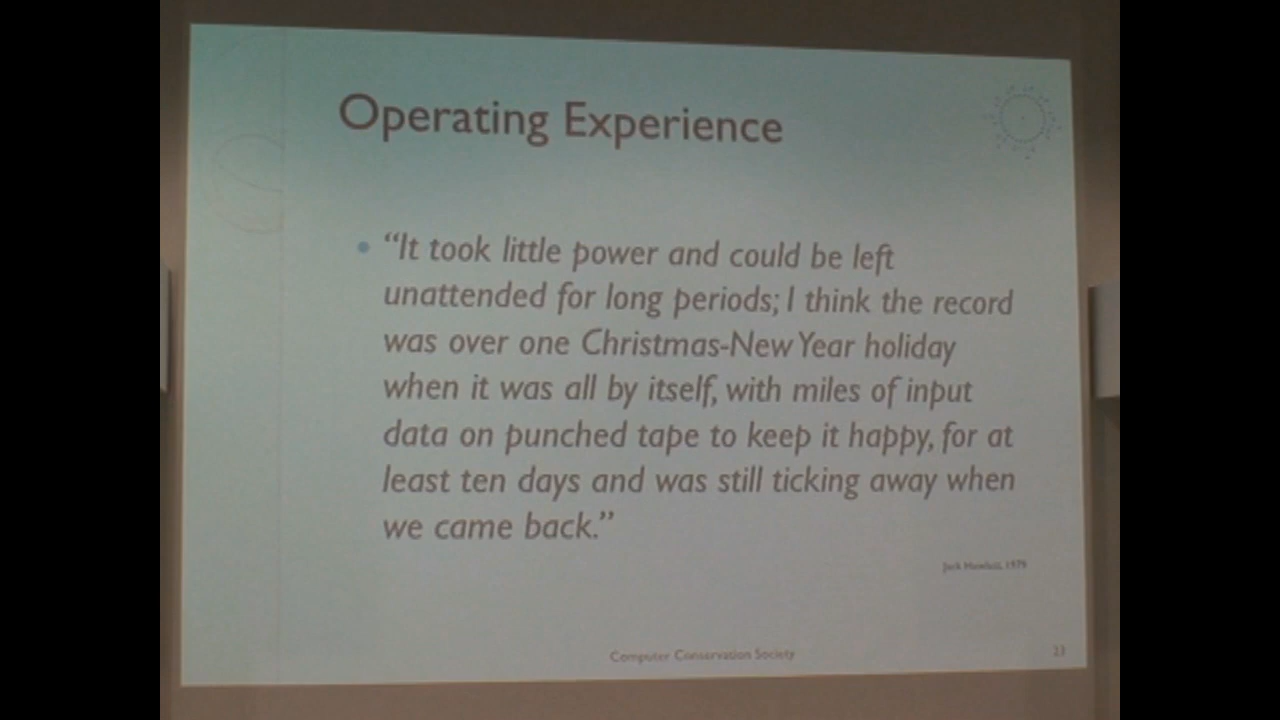 Operating Experience
• “It took little power and could be left
unattended for long periods; I think the record
was over one Christmas-New Year holiday
when it was all by itself, with miles of input
data on punched tape to keep it happy, for at
least ten days and was still ticking away when
we came back.”
Jack Howlett, 1979
Computer Conservation Society